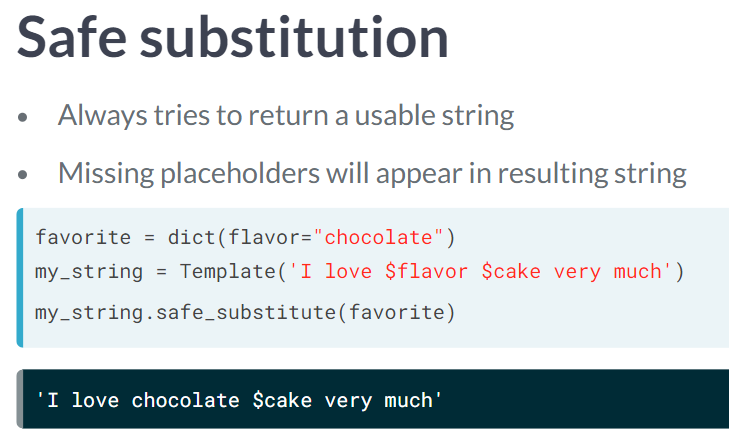 Safe substitution
• Always tries to return a usable string
• Missing placeholders will appear in resulting string
favorite = dict(flavor="chocolate")
my_string = Template('I love $flavor $cake very much')
my_string.safe_substitute(favorite)
'I love chocolate $cake very much'